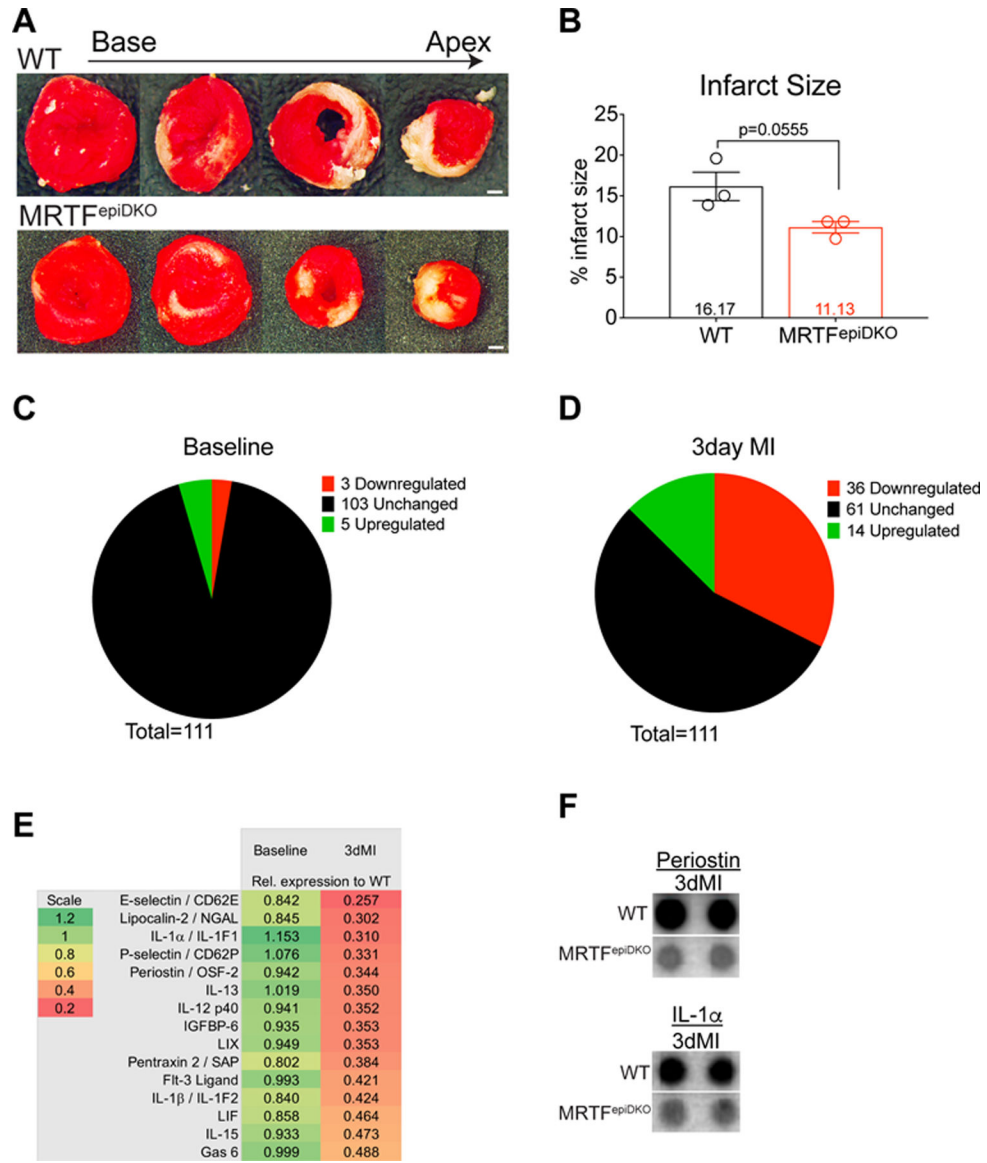 A
B
WT
Base
Apex
MRTFepiDKO
Infarct Size
p=0.0555
% infarct size
25
20
15
10
5
0
16.17
11.13
WT
MRTFepiDKO
C
D
Baseline
3 Downregulated
103 Unchanged
5 Upregulated
Total=111
3day MI
36 Downregulated
61 Unchanged
14 Upregulated
Total=111
E
Baseline 3dMI
Rel. expression to WT
Scale
1.2
1
0.8
0.6
0.4
0.2
E-selectin / CD62E 0.842 0.257
Lipocalin-2 / NGAL 0.845 0.302
IL-1α / IL-1F1 1.153 0.310
P-selectin / CD62P 1.076 0.331
Periostin / OSF-2 0.942 0.344
IL-13 1.019 0.350
IL-12 p40 0.941 0.352
IGFBP-6 0.935 0.353
LIX 0.949 0.353
Pentraxin 2 / SAP 0.802 0.384
Flt-3 Ligand 0.993 0.421
IL-1β / IL-1F2 0.840 0.424
LIF 0.858 0.464
IL-15 0.933 0.473
Gas 6 0.999 0.488
F
Periostin
3dMI
WT
MRTFepiDKO
IL-1α
3dMI
WT
MRTFepiDKO